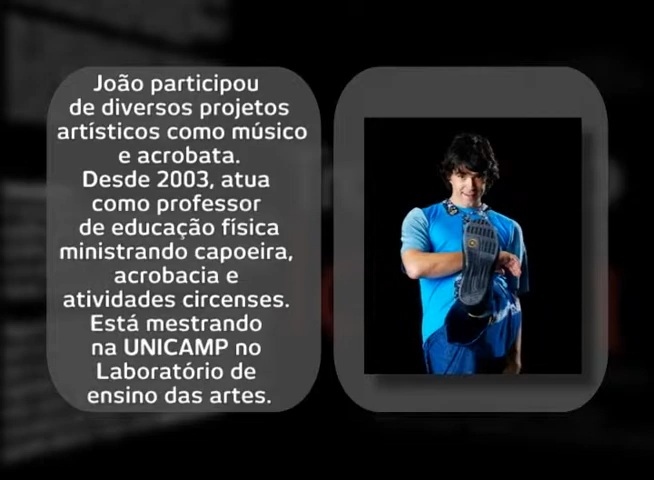 João participou
de diversos projetos
artísticos como músico
e acrobata.
Desde 2003, atua
como professor
de educação física
ministrando capoeira,
acrobacia e
atividades circenses.
Está mestrando
na UNICAMP no
Laboratório de
ensino das artes.